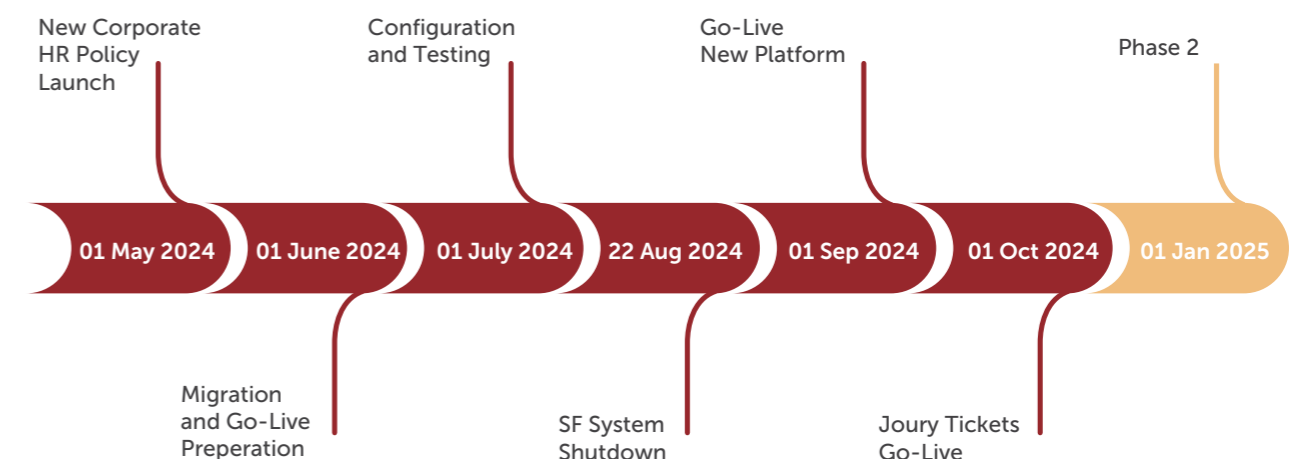 New Corporate
HR Policy
Launch
Configuration
and Testing
Go-Live
New Platform
Phase 2
01 May 2024
01 June 2024
01 July 2024
22 Aug 2024
01 Sep 2024
01 Oct 2024
01 Jan 2025
Migration
and Go-Live
Preperation
SF System
Shutdown
Joury Tickets
Go-Live